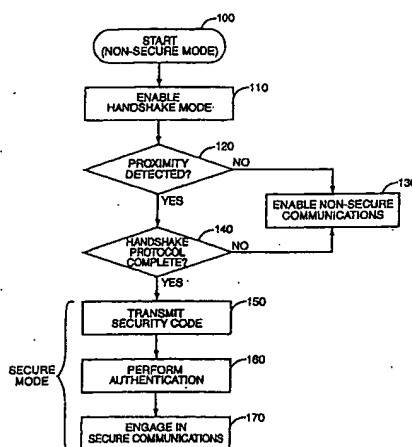 100
START
(NON-SECURE MODE)
110
ENABLE
HANDSHAKE MODE
120
PROXIMITY
DETECTED?
NO
YES
130
ENABLE NON-SECURE
COMMUNICATIONS
140
HANDSHAKE
PROTOCOL
COMPLETE?
NO
YES
150
TRANSMIT
SECURITY CODE
SECURE
MODE
160
PERFORM
AUTHENTICATION
170
ENGAGE IN
SECURE COMMUNICATIONS